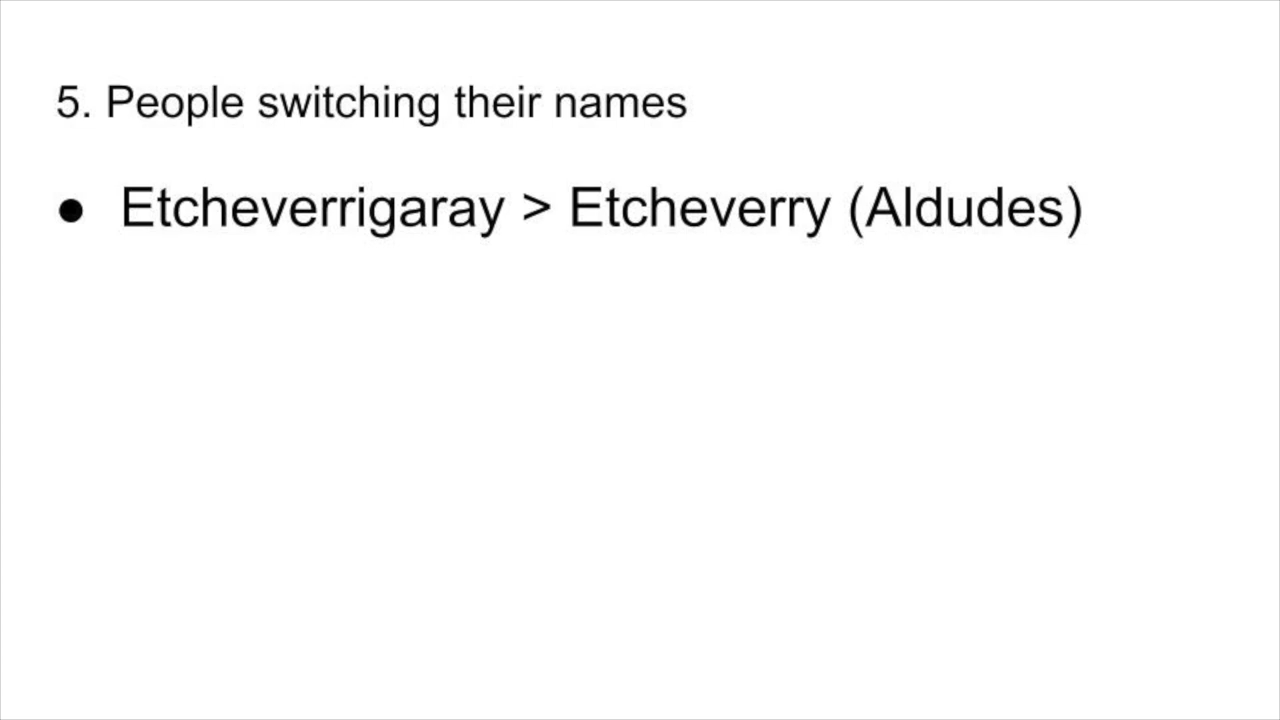 5. People switching their names
● Etcheverrigaray > Etcheverry (Aldudes)